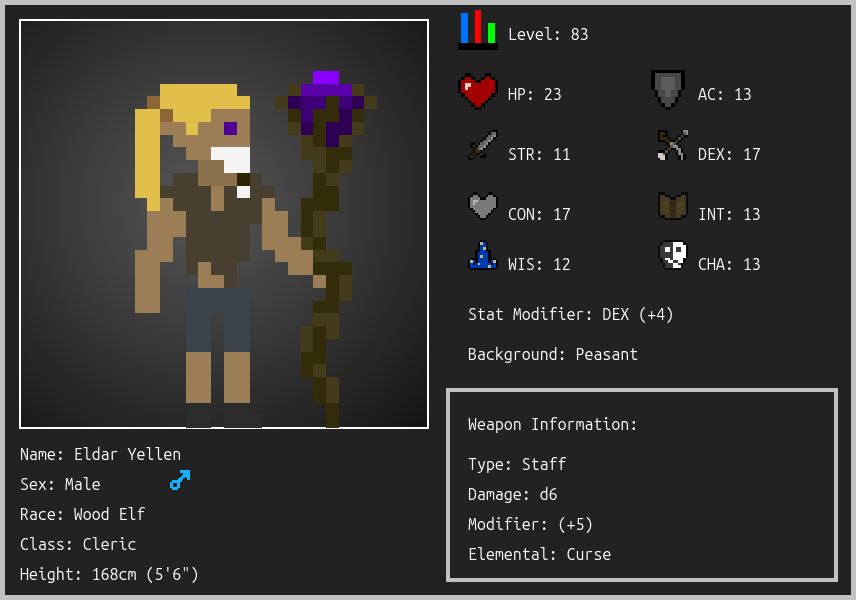 Level: 83
HP: 23
AC: 13
STR: 11
DEX: 17
CON: 17
INT: 13
WIS: 12
CHA: 13
Stat Modifier: DEX (+4)
Background: Peasant
Weapon Information:
Type: Staff
Damage: d6
Modifier: (+5)
Elemental: Curse
Name: Eldar Yellen
Sex: Male
Race: Wood Elf
Class: Cleric
Height: 168cm (5'6")